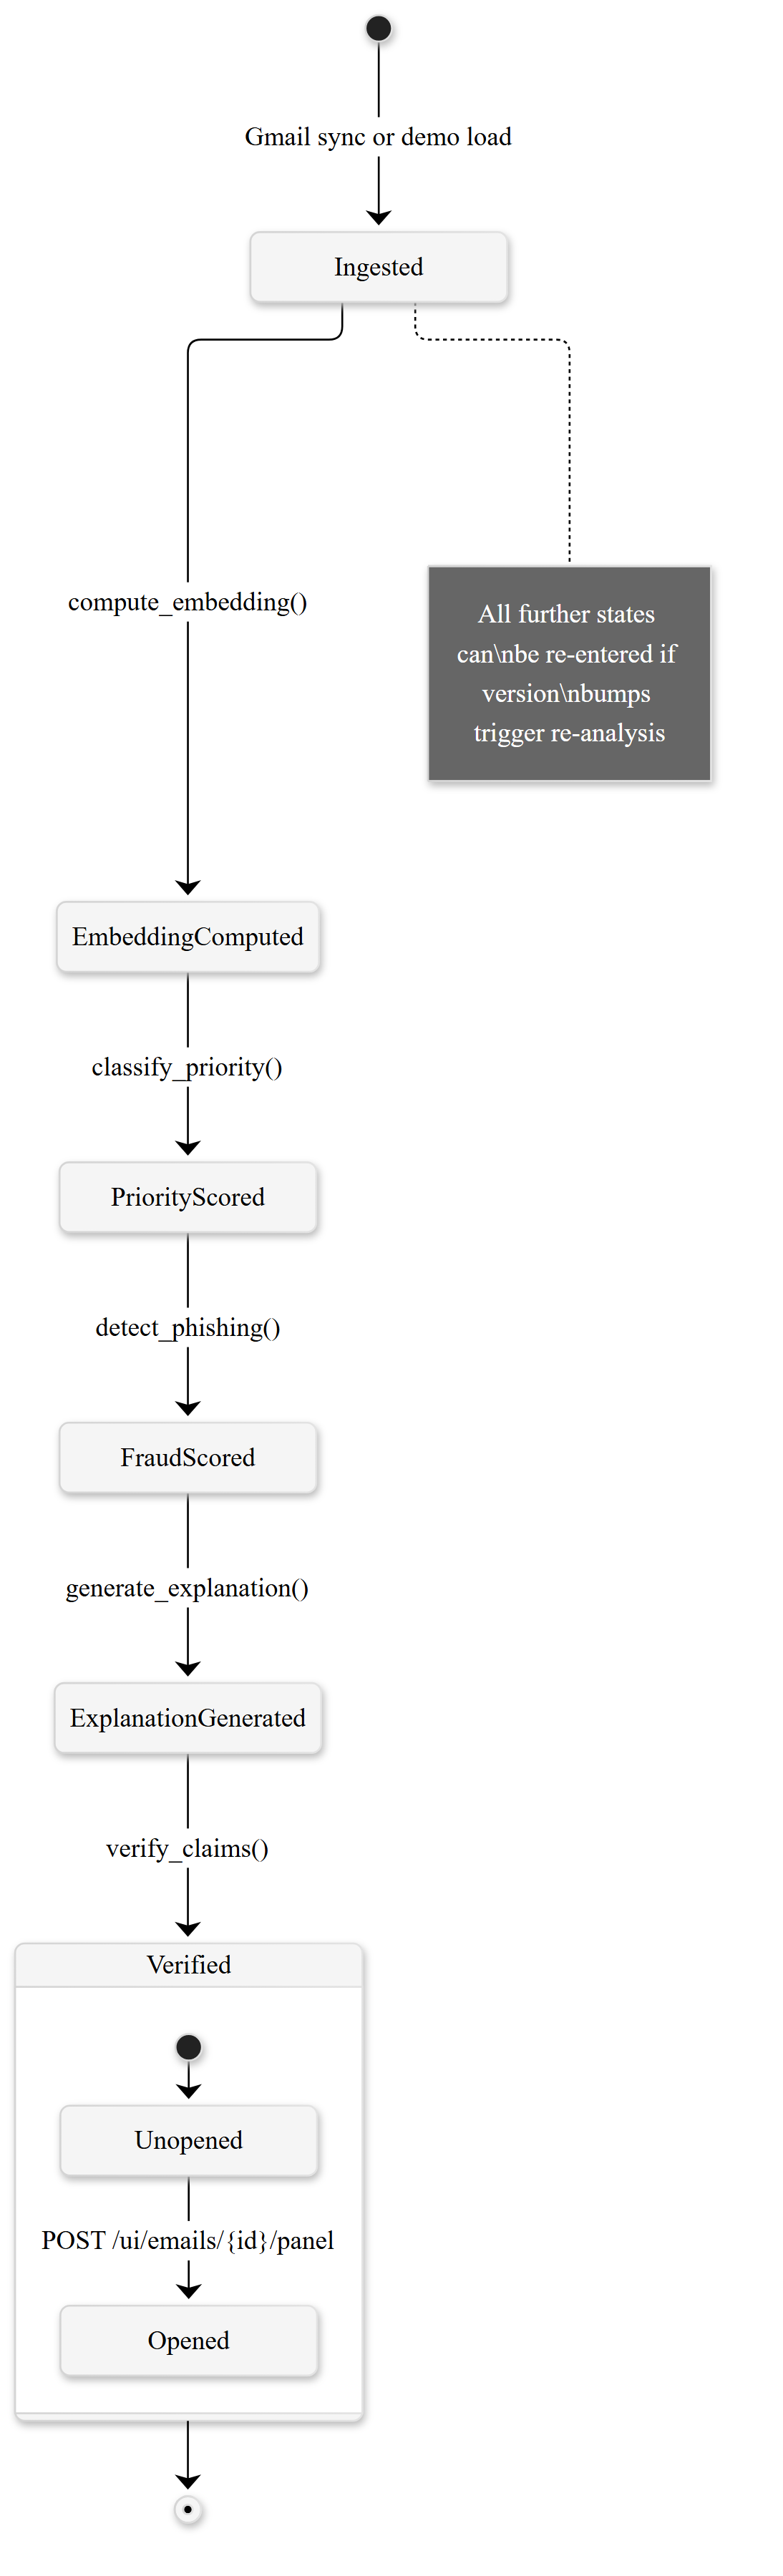 Gmail sync or demo load
Ingested
compute_embedding()
All further states
can\nbe re-entered if
version\nbumps
trigger re-analysis
EmbeddingComputed
classify_priority()
PriorityScored
detect_phishing()
FraudScored
generate_explanation()
ExplanationGenerated
verify_claims()
Verified
Unopened
POST /ui/emails/{id}/panel
Opened